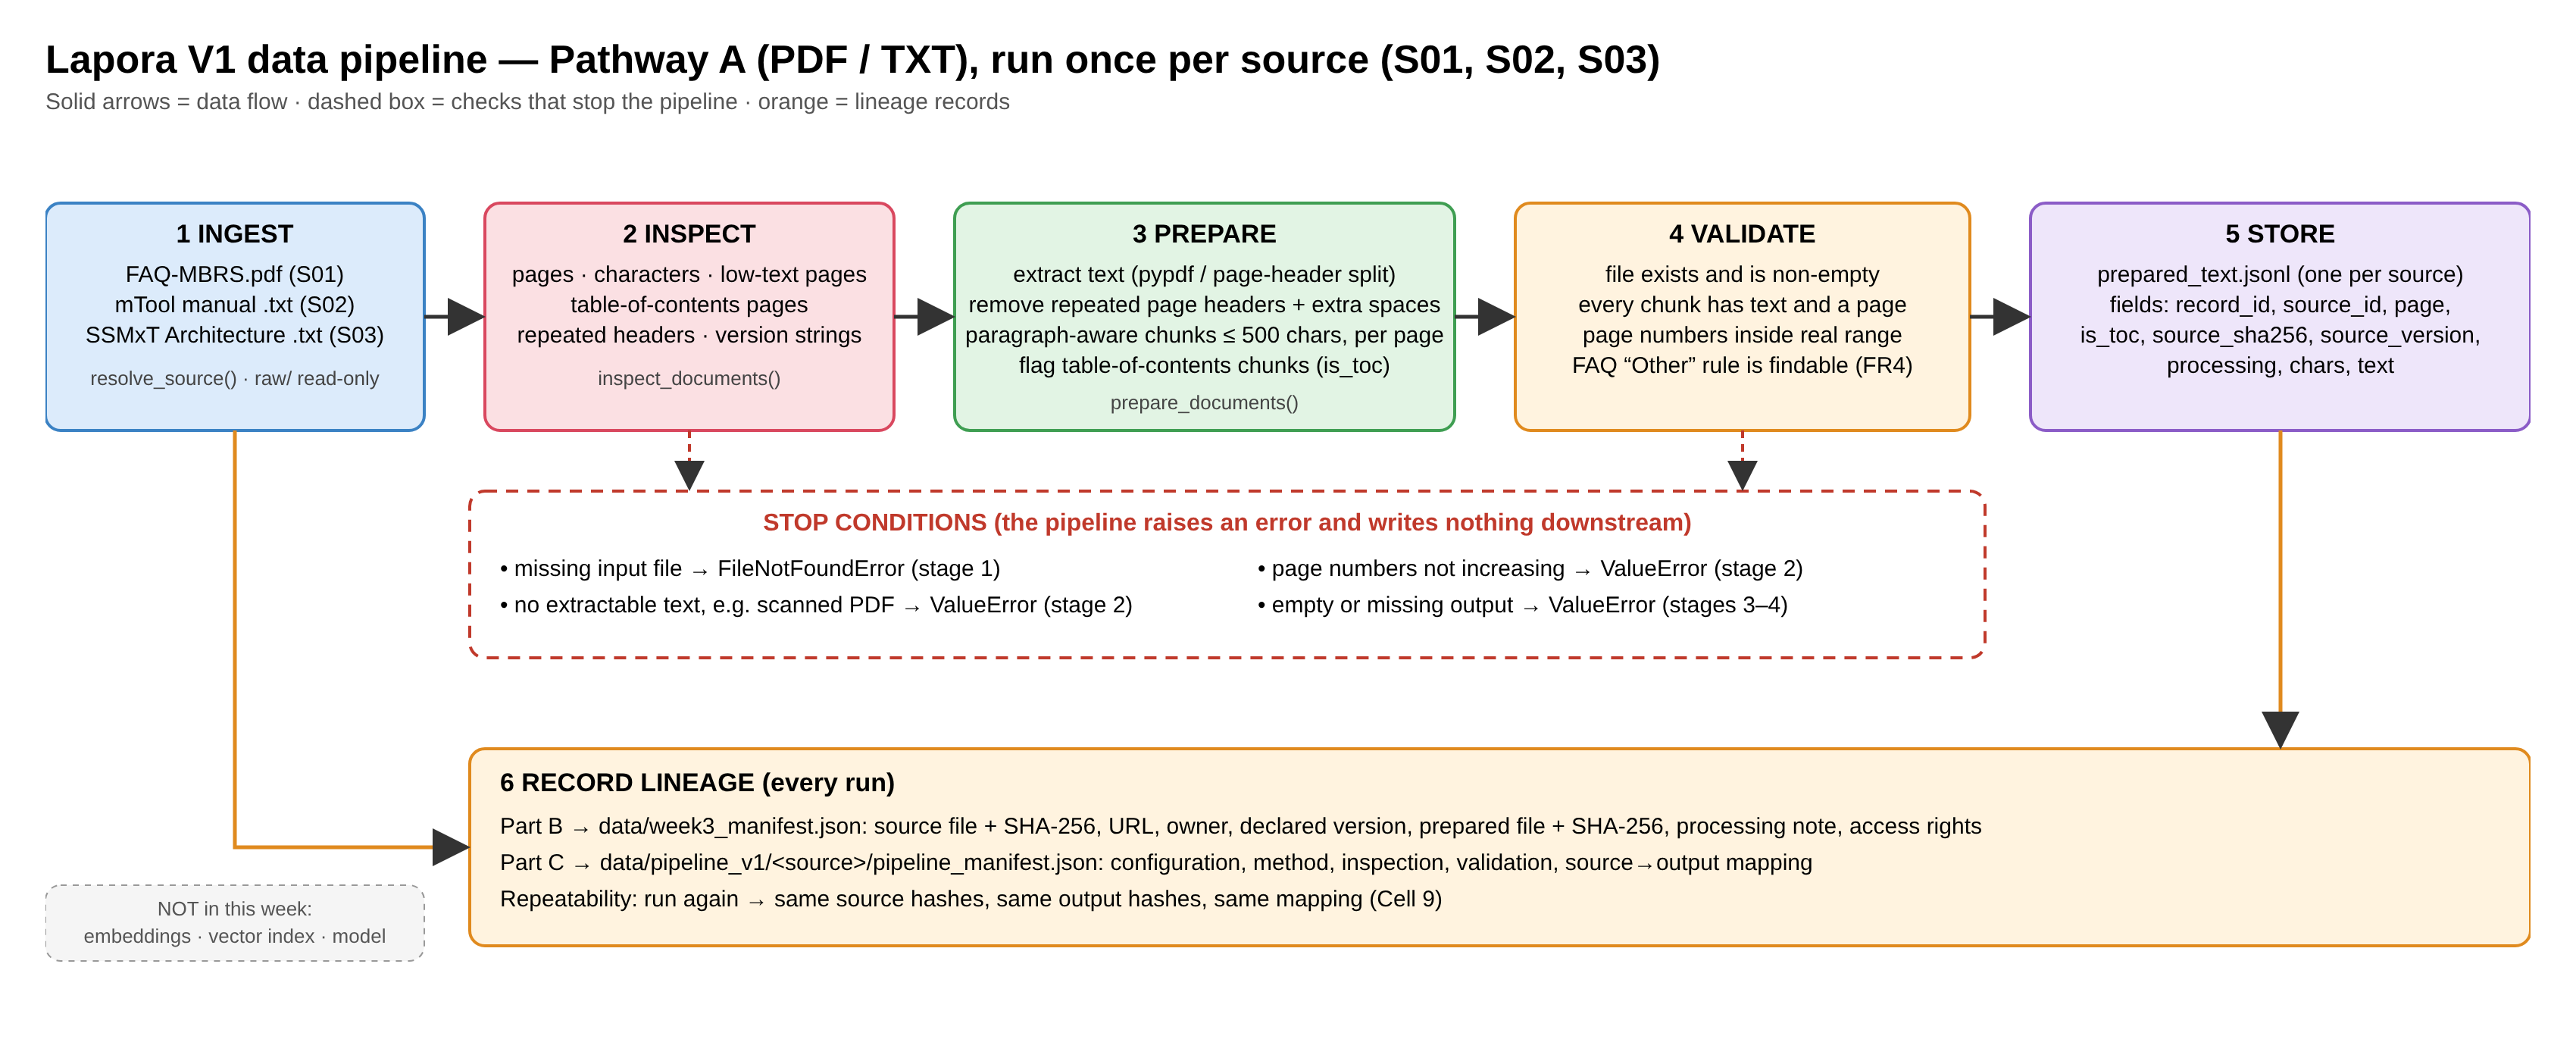 Lapora V1 data pipeline — Pathway A (PDF / TXT), run once per source (S01, S02, S03)
Solid arrows = data flow · dashed box = checks that stop the pipeline · orange = lineage records
1 INGEST
FAQ-MBRS.pdf (S01)
mTool manual .txt (S02)
SSMxT Architecture .txt (S03)
resolve_source() · raw/ read-only
2 INSPECT
pages · characters · low-text pages
table-of-contents pages
repeated headers · version strings
inspect_documents()
3 PREPARE
extract text (pypdf / page-header split)
remove repeated page headers + extra spaces
paragraph-aware chunks ≤ 500 chars, per page
flag table-of-contents chunks (is_toc)
prepare_documents()
4 VALIDATE
file exists and is non-empty
every chunk has text and a page
page numbers inside real range
FAQ “Other” rule is findable (FR4)
5 STORE
prepared_text.jsonl (one per source)
fields: record_id, source_id, page,
is_toc, source_sha256, source_version,
processing, chars, text
STOP CONDITIONS (the pipeline raises an error and writes nothing downstream)
• missing input file → FileNotFoundError (stage 1)
• no extractable text, e.g. scanned PDF → ValueError (stage 2)
• page numbers not increasing → ValueError (stage 2)
• empty or missing output → ValueError (stages 3–4)
6 RECORD LINEAGE (every run)
Part B → data/week3_manifest.json: source file + SHA-256, URL, owner, declared version, prepared file + SHA-256, processing note, access rights
Part C → data/pipeline_v1/<source>/pipeline_manifest.json: configuration, method, inspection, validation, source→output mapping
Repeatability: run again → same source hashes, same output hashes, same mapping (Cell 9)
NOT in this week:
embeddings · vector index · model